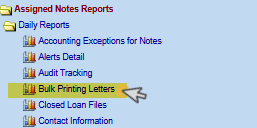 Assigned Notes Reports
Daily Reports
Accounting Exceptions for Notes
Alerts Detail
Audit Tracking
Bulk Printing Letters
Closed Loan Files
Contact Information